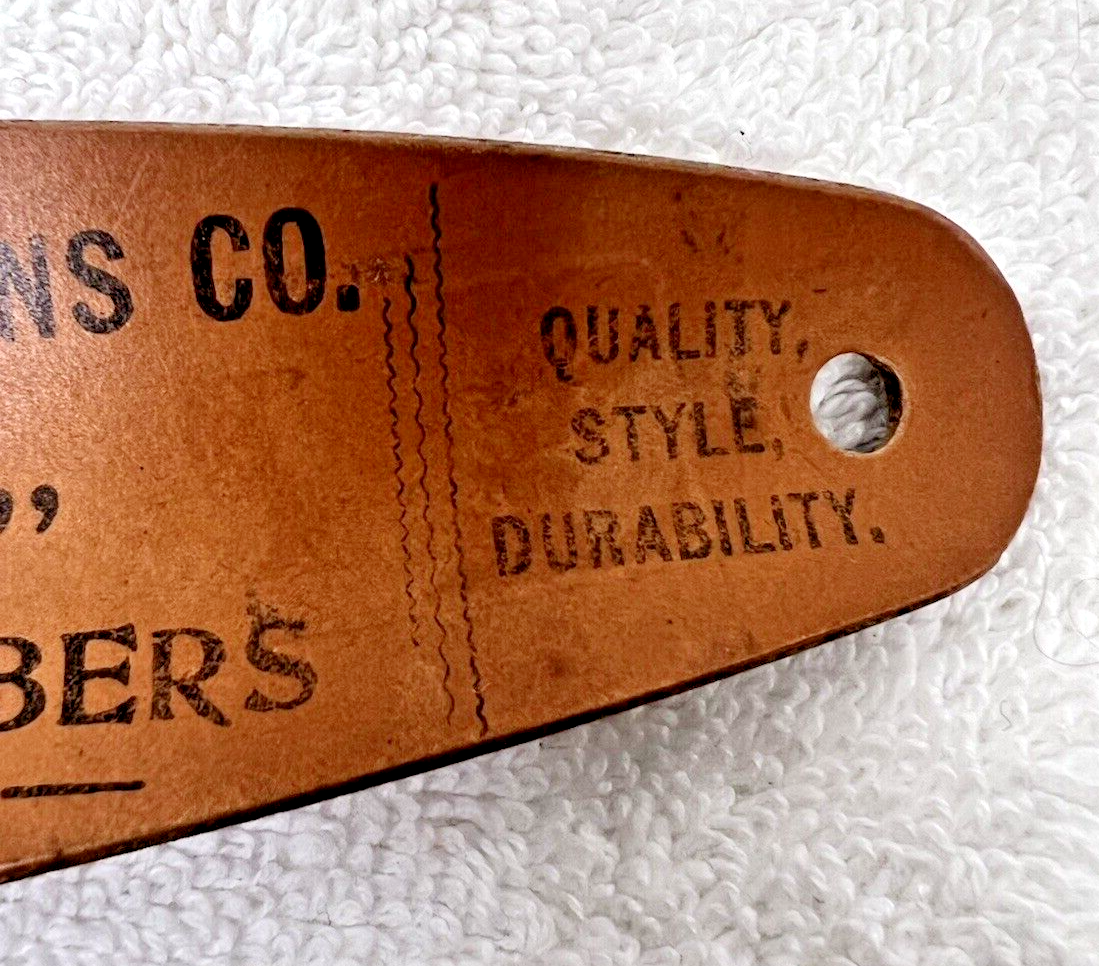 NS CO.
QUALITY,
STYLE,
DURABILITY.
”
BERS